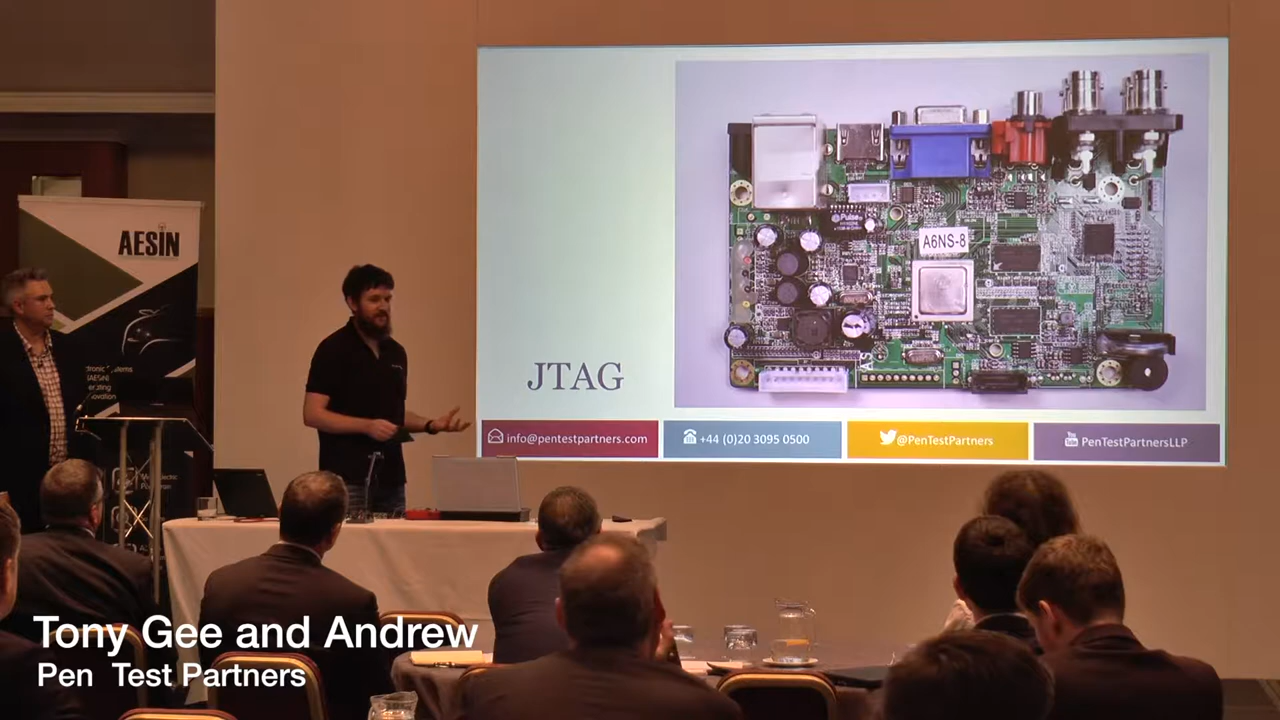 AESIN
A6NS-8
JTAG
info@pentestpartners.com
+44 (0)20 3095 0500
@PenTestPartners
You
PenTestPartnersLLP
Tony Gee and Andrew
Pen Test Partners